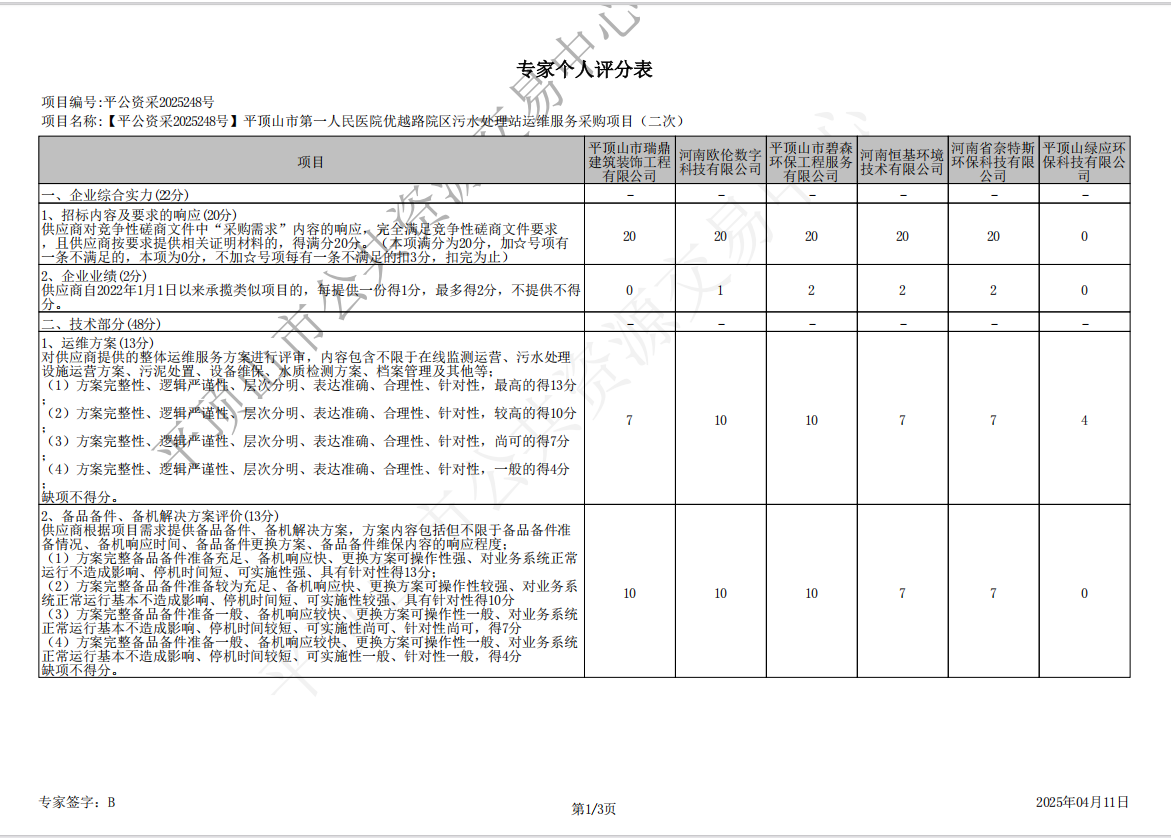 专家个人评分表
项目编号:平公资采2025248号
项目名称:【平公资采2025248号】平顶山市第一人民医院优越路院区污水处理站运维服务采购项目（二次）
项目
平顶山市瑞鼎
建筑装饰工程
有限公司
河南欧伦数字
科技有限公司
平顶山市碧森
环保工程服务
有限公司
河南恒基环境
技术有限公司
河南省奈特斯
环保科技有限
公司
平顶山绿应环
保科技有限公
司
一、企业综合实力(22分) – – – – – –
1、招标内容及要求的响应(20分)
供应商对竞争性磋商文件中“采购需求”内容的响应，完全满足竞争性磋商文件要求
，且供应商按要求提供相关证明材料的，得满分20分。（本项满分为20分，加☆号项有
一条不满足的，本项为0分，不加☆号项每有一条不满足的扣3分，扣完为止）
20 20 20 20 20 0
2、企业业绩(2分)
供应商自2022年1月1日以来承揽类似项目的，每提供一份得1分，最多得2分，不提供不得
分。
0 1 2 2 2 0
二、技术部分(48分) – – – – – –
1、运维方案(13分)
对供应商提供的整体运维服务方案进行评审，内容包含不限于在线监测运营、污水处理
设施运营方案、污泥处置、设备维保、水质检测方案、档案管理及其他等；
（1）方案完整性、逻辑严谨性、层次分明、表达准确、合理性、针对性，最高的得13分
；
（2）方案完整性、逻辑严谨性、层次分明、表达准确、合理性、针对性，较高的得10分
；
（3）方案完整性、逻辑严谨性、层次分明、表达准确、合理性、针对性，尚可的得7分
；
（4）方案完整性、逻辑严谨性、层次分明、表达准确、合理性、针对性，一般的得4分
；
缺项不得分。
7 10 10 7 7 4
2、备品备件、备机解决方案评价(13分)
供应商根据项目需求提供备品备件、备机解决方案，方案内容包括但不限于备品备件准
备情况、备机响应时间、备品备件更换方案、备品备件维保内容的响应程度；
（1）方案完整备品备件准备充足、备机响应快、更换方案可操作性强、对业务系统正常
运行不造成影响、停机时间短、可实施性强、具有针对性得13分；
（2）方案完整备品备件准备较为充足、备机响应快、更换方案可操作性较强、对业务系
统正常运行基本不造成影响、停机时间短、可实施性较强、具有针对性得10分
（3）方案完整备品备件准备一般、备机响应较快、更换方案可操作性一般、对业务系统
正常运行基本不造成影响、停机时间较短、可实施性尚可、针对性尚可，得7分
（4）方案完整备品备件准备一般、备机响应较快、更换方案可操作性一般、对业务系统
正常运行基本不造成影响、停机时间较短、可实施性一般、针对性一般，得4分
缺项不得分。
10 10 10 7 7 0
平顶山市公共资源交易中心
平顶山市公共资源交易中心
专家签字：B
第1/3页
2025年04月11日